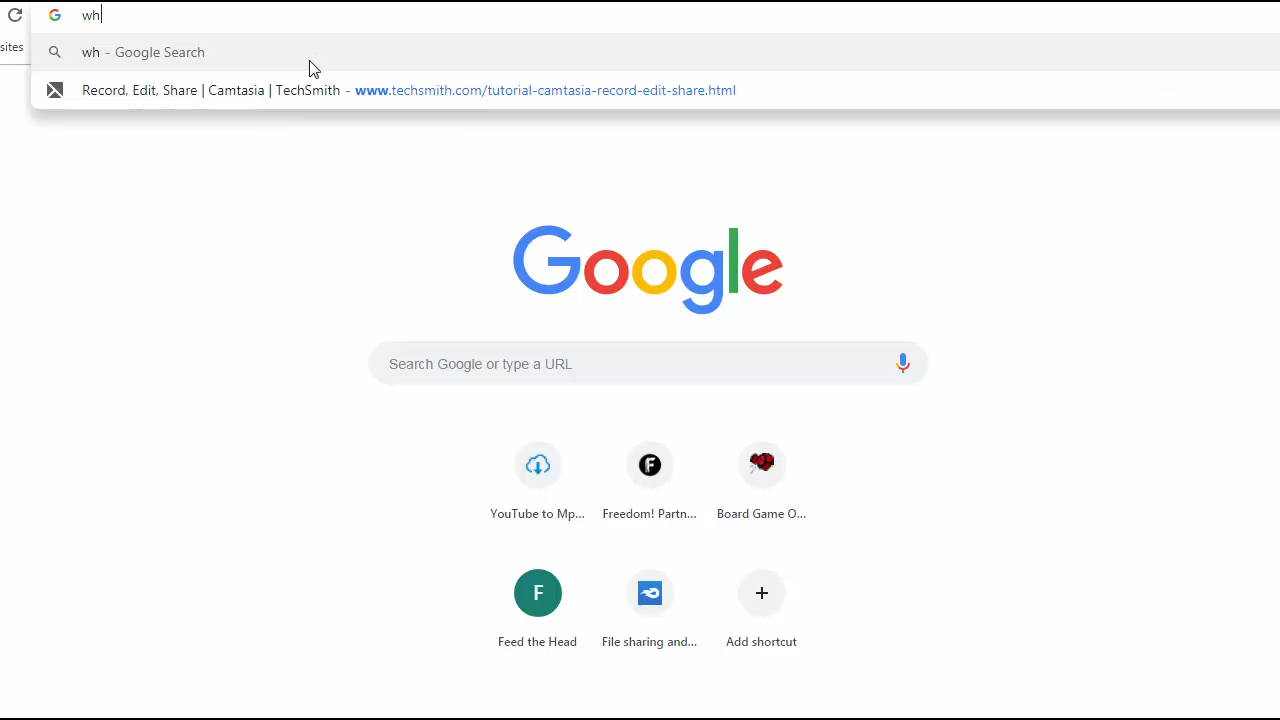 wh
sites
wh - Google Search
Record, Edit, Share | Camtasia | TechSmith - www.techsmith.com/tutorial-camtasia-record-edit-share.html
Google
Search Google or type a URL
YouTube to Mp... Freedom! Partn... Board Game O...
F
F
Feed the Head File sharing and... Add shortcut